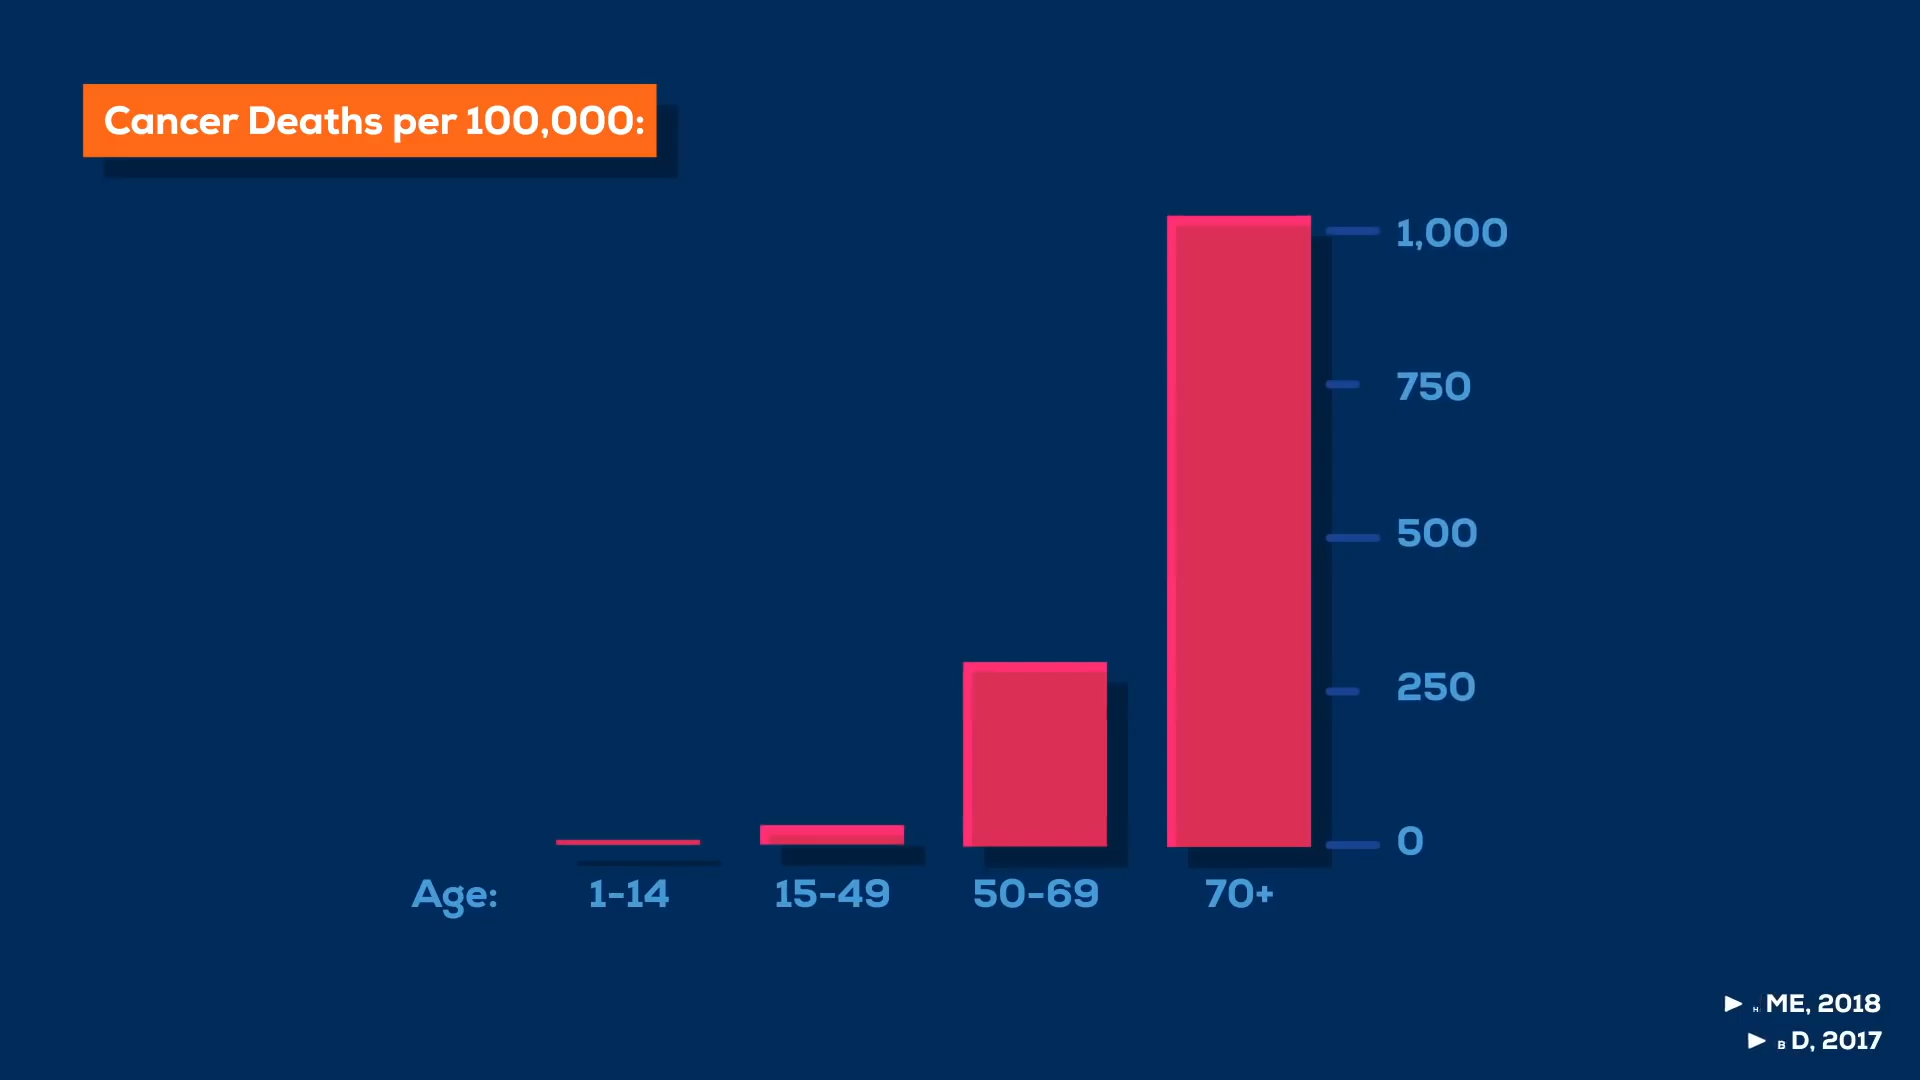 Cancer Deaths per 100,000:
1,000
750
500
250
0
Age: 1-14 15-49 50-69 70+
ME, 2018
D, 2017